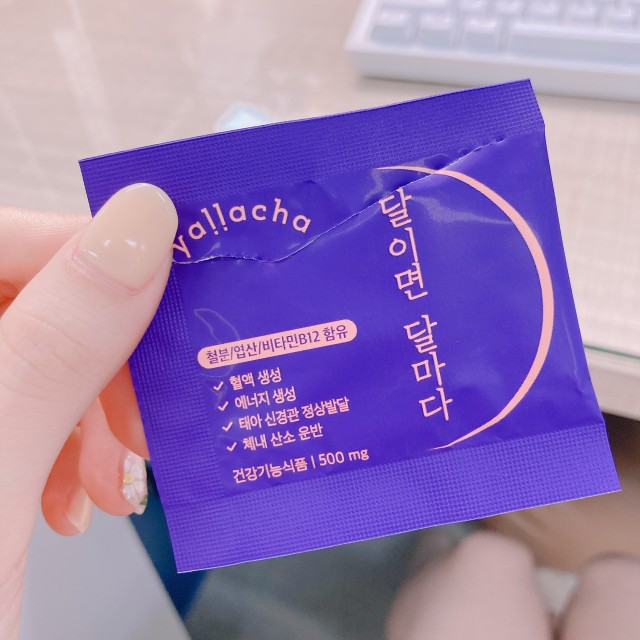 yallacha
달이면 달마다
철분/엽산/비타민B12 함유
혈액 생성
에너지 생성
태아 신경관 정상발달
체내 산소 운반
건강기능식품 | 500 mg